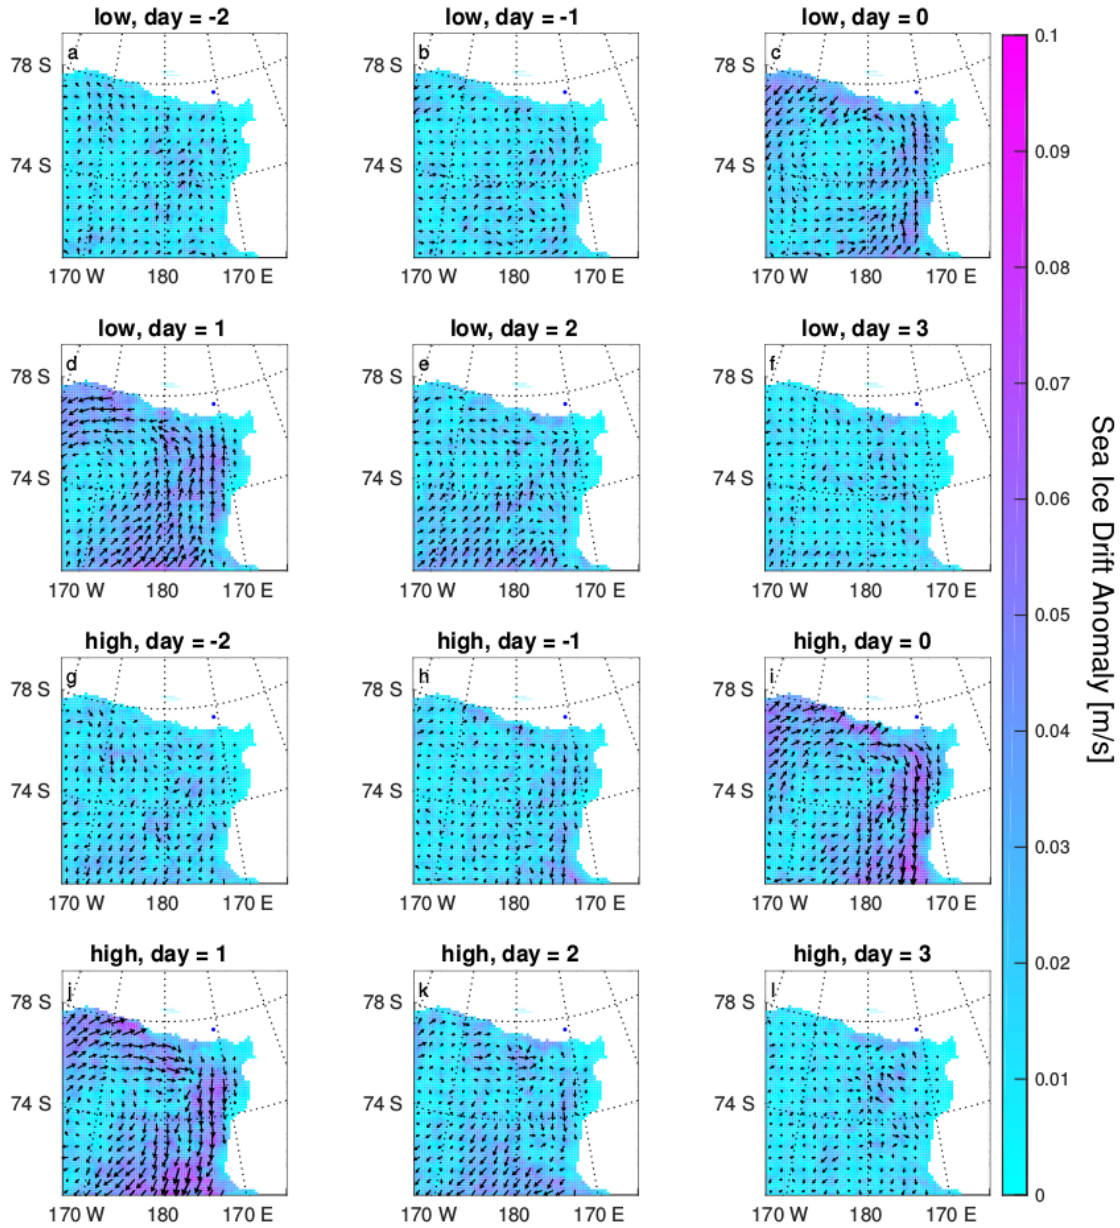 low, day = -2
low, day = -1
low, day = 0
a
b
c
78 S
78 S
78 S
74 S
74 S
74 S
170 W 180 170 E
170 W 180 170 E
170 W 180 170 E
low, day = 1
low, day = 2
low, day = 3
d
e
f
78 S
78 S
78 S
74 S
74 S
74 S
170 W 180 170 E
170 W 180 170 E
170 W 180 170 E
high, day = -2
high, day = -1
high, day = 0
g
h
i
78 S
78 S
78 S
74 S
74 S
74 S
170 W 180 170 E
170 W 180 170 E
170 W 180 170 E
high, day = 1
high, day = 2
high, day = 3
j
k
l
78 S
78 S
78 S
74 S
74 S
74 S
170 W 180 170 E
170 W 180 170 E
170 W 180 170 E
0.1
0.09
0.08
0.07
0.06
0.05
0.04
0.03
0.02
0.01
0
Sea Ice Drift Anomaly [m/s]